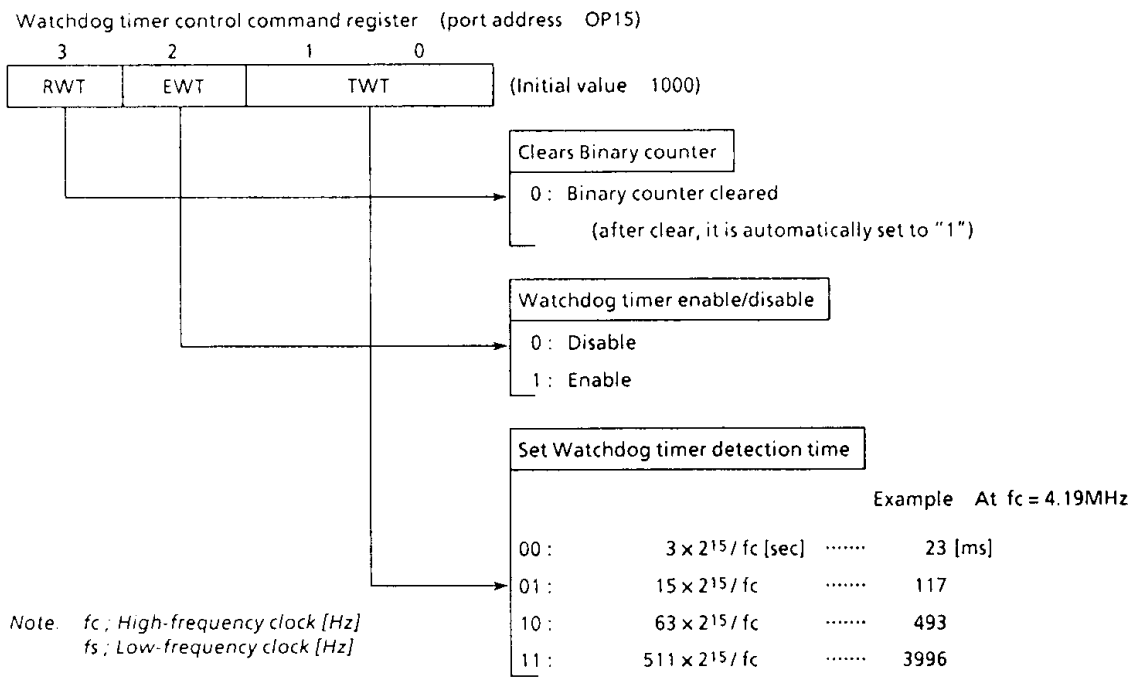 Watchdog timer control command register (port address OP15)
3 2 1 0
RWT EWT TWT (Initial value 1000)
Clears Binary counter
0 : Binary counter cleared
(after clear, it is automatically set to "1")
Watchdog timer enable/disable
0 : Disable
1 : Enable
Set Watchdog timer detection time
Example At fc = 4.19MHz
00 : 3 × 2¹⁵/ fc [sec] ······· 23 [ms]
01 : 15 × 2¹⁵/ fc ······· 117
10 : 63 × 2¹⁵/ fc ······· 493
11 : 511 × 2¹⁵/ fc ······· 3996
Note. fc ; High-frequency clock [Hz]
fs ; Low-frequency clock [Hz]